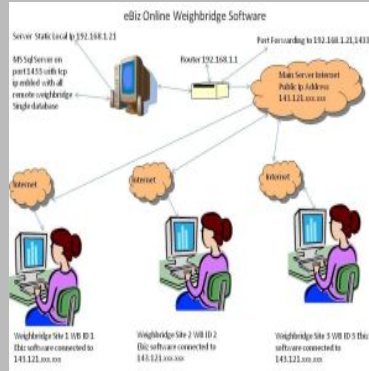 eBiz Online Weighbridge Software
Server Static Local Ip 192.168.1.21
Port Forwarding to 192.168.1.21,1433
MS Sql Server on
port 1433 with tcp
ip enbled with all
remote weighbridge
Single database
Router 192.168.1.1
Main Server Internet
Public ip Address
143.121.xxx.xxx
Internet
Internet
Internet
Weighbridge Site 1 WB ID 1
Ebiz software connected to
143.121.xxx.xxx
Weighbridge Site 2 WB ID 2
Ebiz software connected to
143.121.xxx.xxx
Weighbridge Site 3 WB ID 3 Ebiz
software connected to
143.121.xxx.xxx